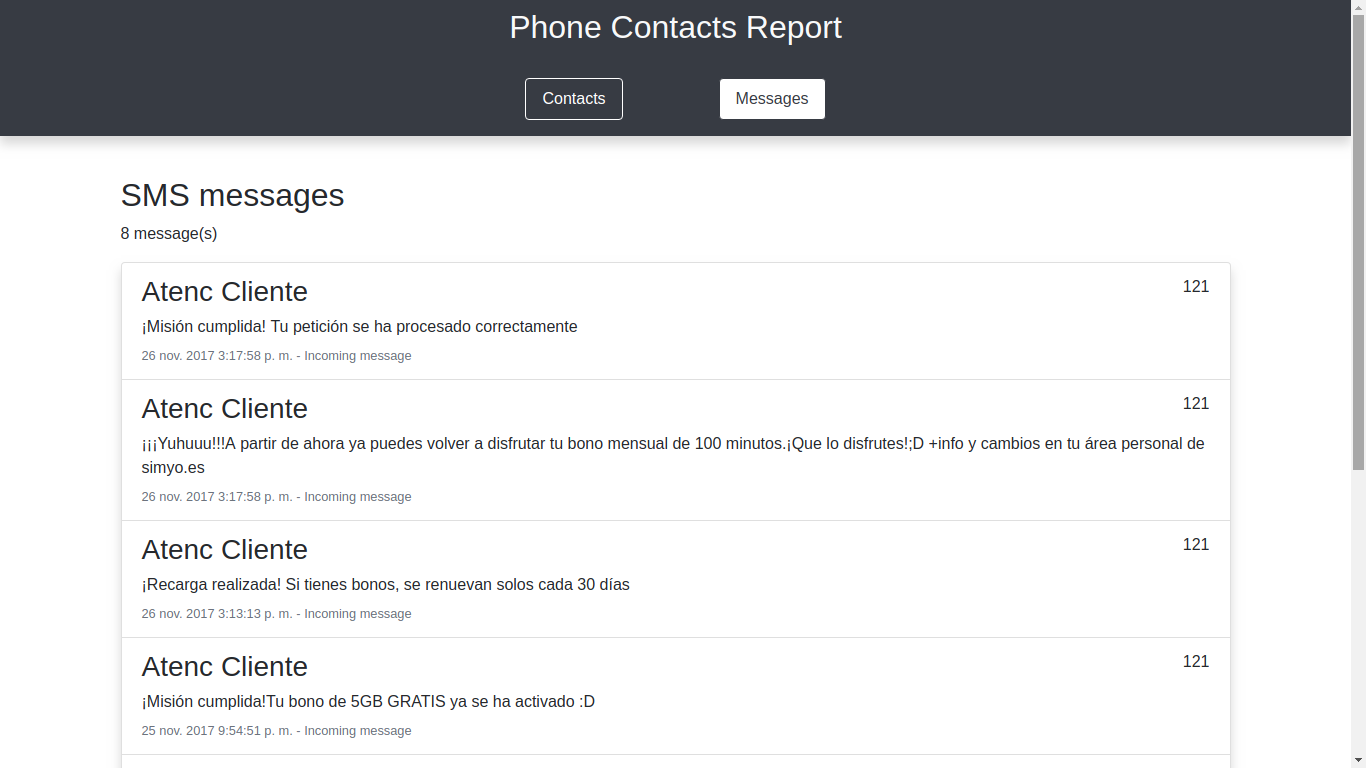 Phone Contacts Report
Contacts
Messages
SMS messages
8 message(s)
Atenc Cliente
121
¡Misión cumplida! Tu petición se ha procesado correctamente
26 nov. 2017 3:17:58 p. m. - Incoming message
Atenc Cliente
121
¡¡¡Yuhuuu!!!A partir de ahora ya puedes volver a disfrutar tu bono mensual de 100 minutos.¡Que lo disfrutes!;D +info y cambios en tu área personal de
simyo.es
26 nov. 2017 3:17:58 p. m. - Incoming message
Atenc Cliente
121
¡Recarga realizada! Si tienes bonos, se renuevan solos cada 30 días
26 nov. 2017 3:13:13 p. m. - Incoming message
Atenc Cliente
121
¡Misión cumplida!Tu bono de 5GB GRATIS ya se ha activado :D
25 nov. 2017 9:54:51 p. m. - Incoming message